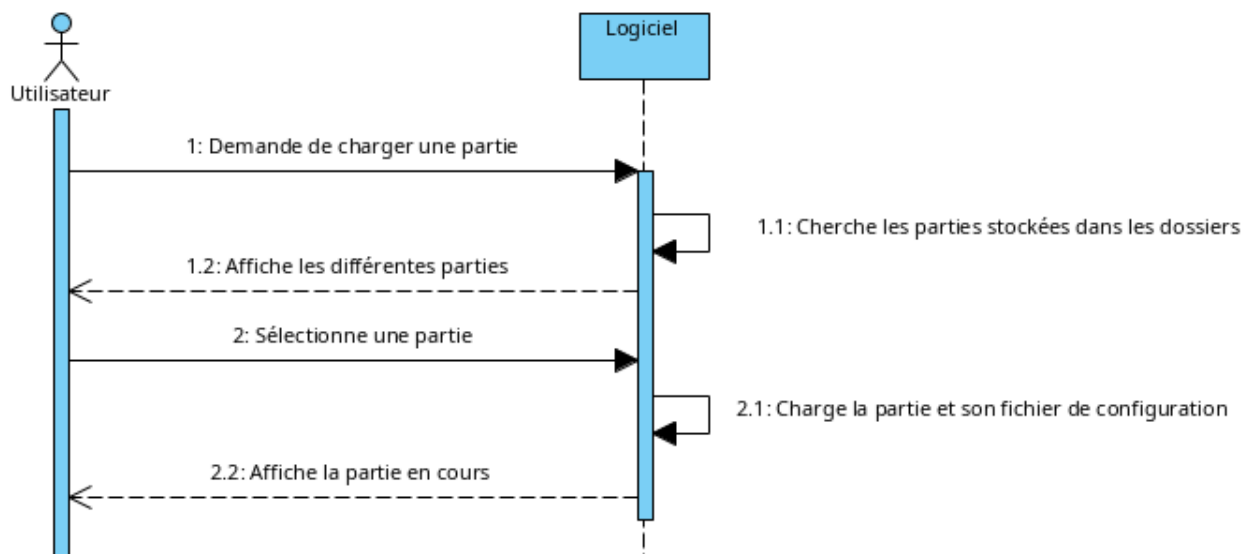 Logiciel
Utilisateur
1: Demande de charger une partie
1.1: Cherche les parties stockées dans les dossiers
1.2: Affiche les différentes parties
2: Sélectionne une partie
2.1: Charge la partie et son fichier de configuration
2.2: Affiche la partie en cours